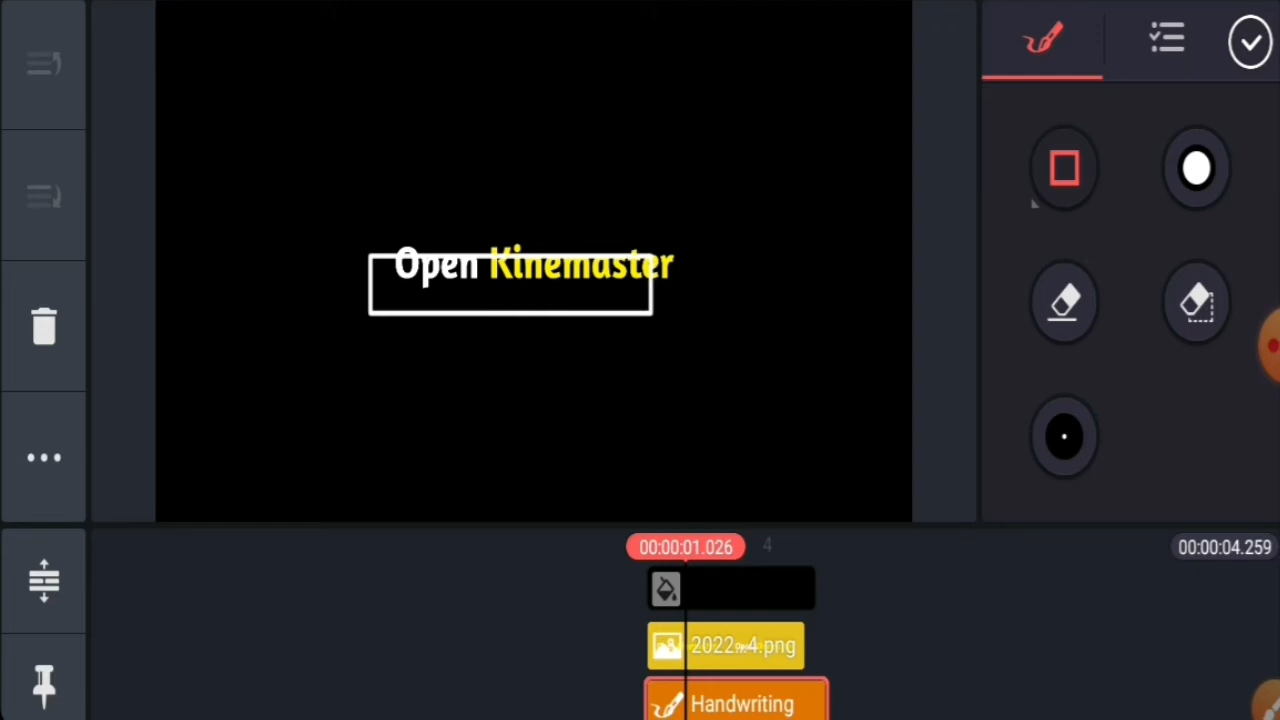 Open Kinemaster
00:00:01.026
4
00:00:04.259
2022...4.png
Handwriting